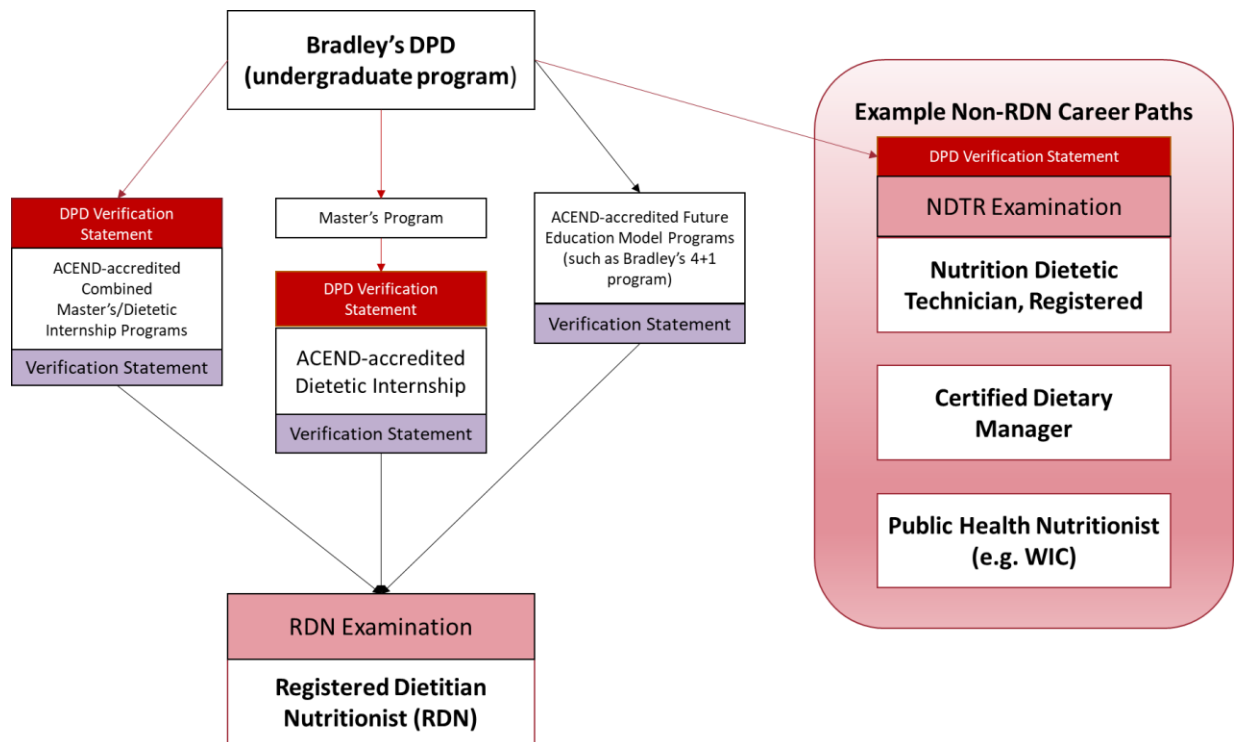 Bradley's DPD
(undergraduate program)
DPD Verification
Statement
ACEND-accredited
Combined
Master's/Dietetic
Internship Programs
Verification Statement
Master's Program
DPD Verification
Statement
ACEND-accredited
Dietetic Internship
Verification Statement
ACEND-accredited Future
Education Model Programs
(such as Bradley's 4+1
program)
Verification Statement
RDN Examination
Registered Dietitian
Nutritionist (RDN)
Example Non-RDN Career Paths
DPD Verification Statement
NDTR Examination
Nutrition Dietetic
Technician, Registered
Certified Dietary
Manager
Public Health Nutritionist
(e.g. WIC)